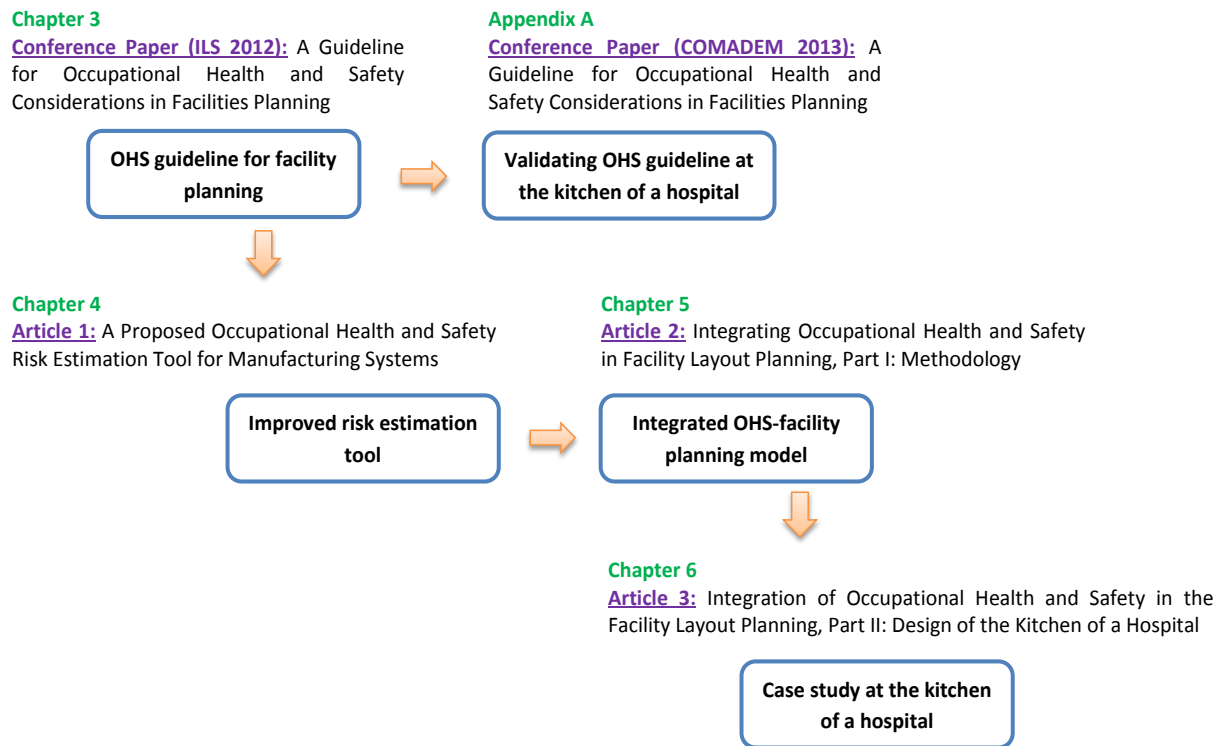 Chapter 3
Conference Paper (ILS 2012): A Guideline
for Occupational Health and Safety
Considerations in Facilities Planning
Appendix A
Conference Paper (COMADEM 2013): A
Guideline for Occupational Health and
Safety Considerations in Facilities Planning
OHS guideline for facility
planning
Validating OHS guideline at
the kitchen of a hospital
Chapter 4
Article 1: A Proposed Occupational Health and Safety
Risk Estimation Tool for Manufacturing Systems
Chapter 5
Article 2: Integrating Occupational Health and Safety
in Facility Layout Planning, Part I: Methodology
Improved risk estimation
tool
Integrated OHS-facility
planning model
Chapter 6
Article 3: Integration of Occupational Health and Safety in the
Facility Layout Planning, Part II: Design of the Kitchen of a Hospital
Case study at the kitchen
of a hospital